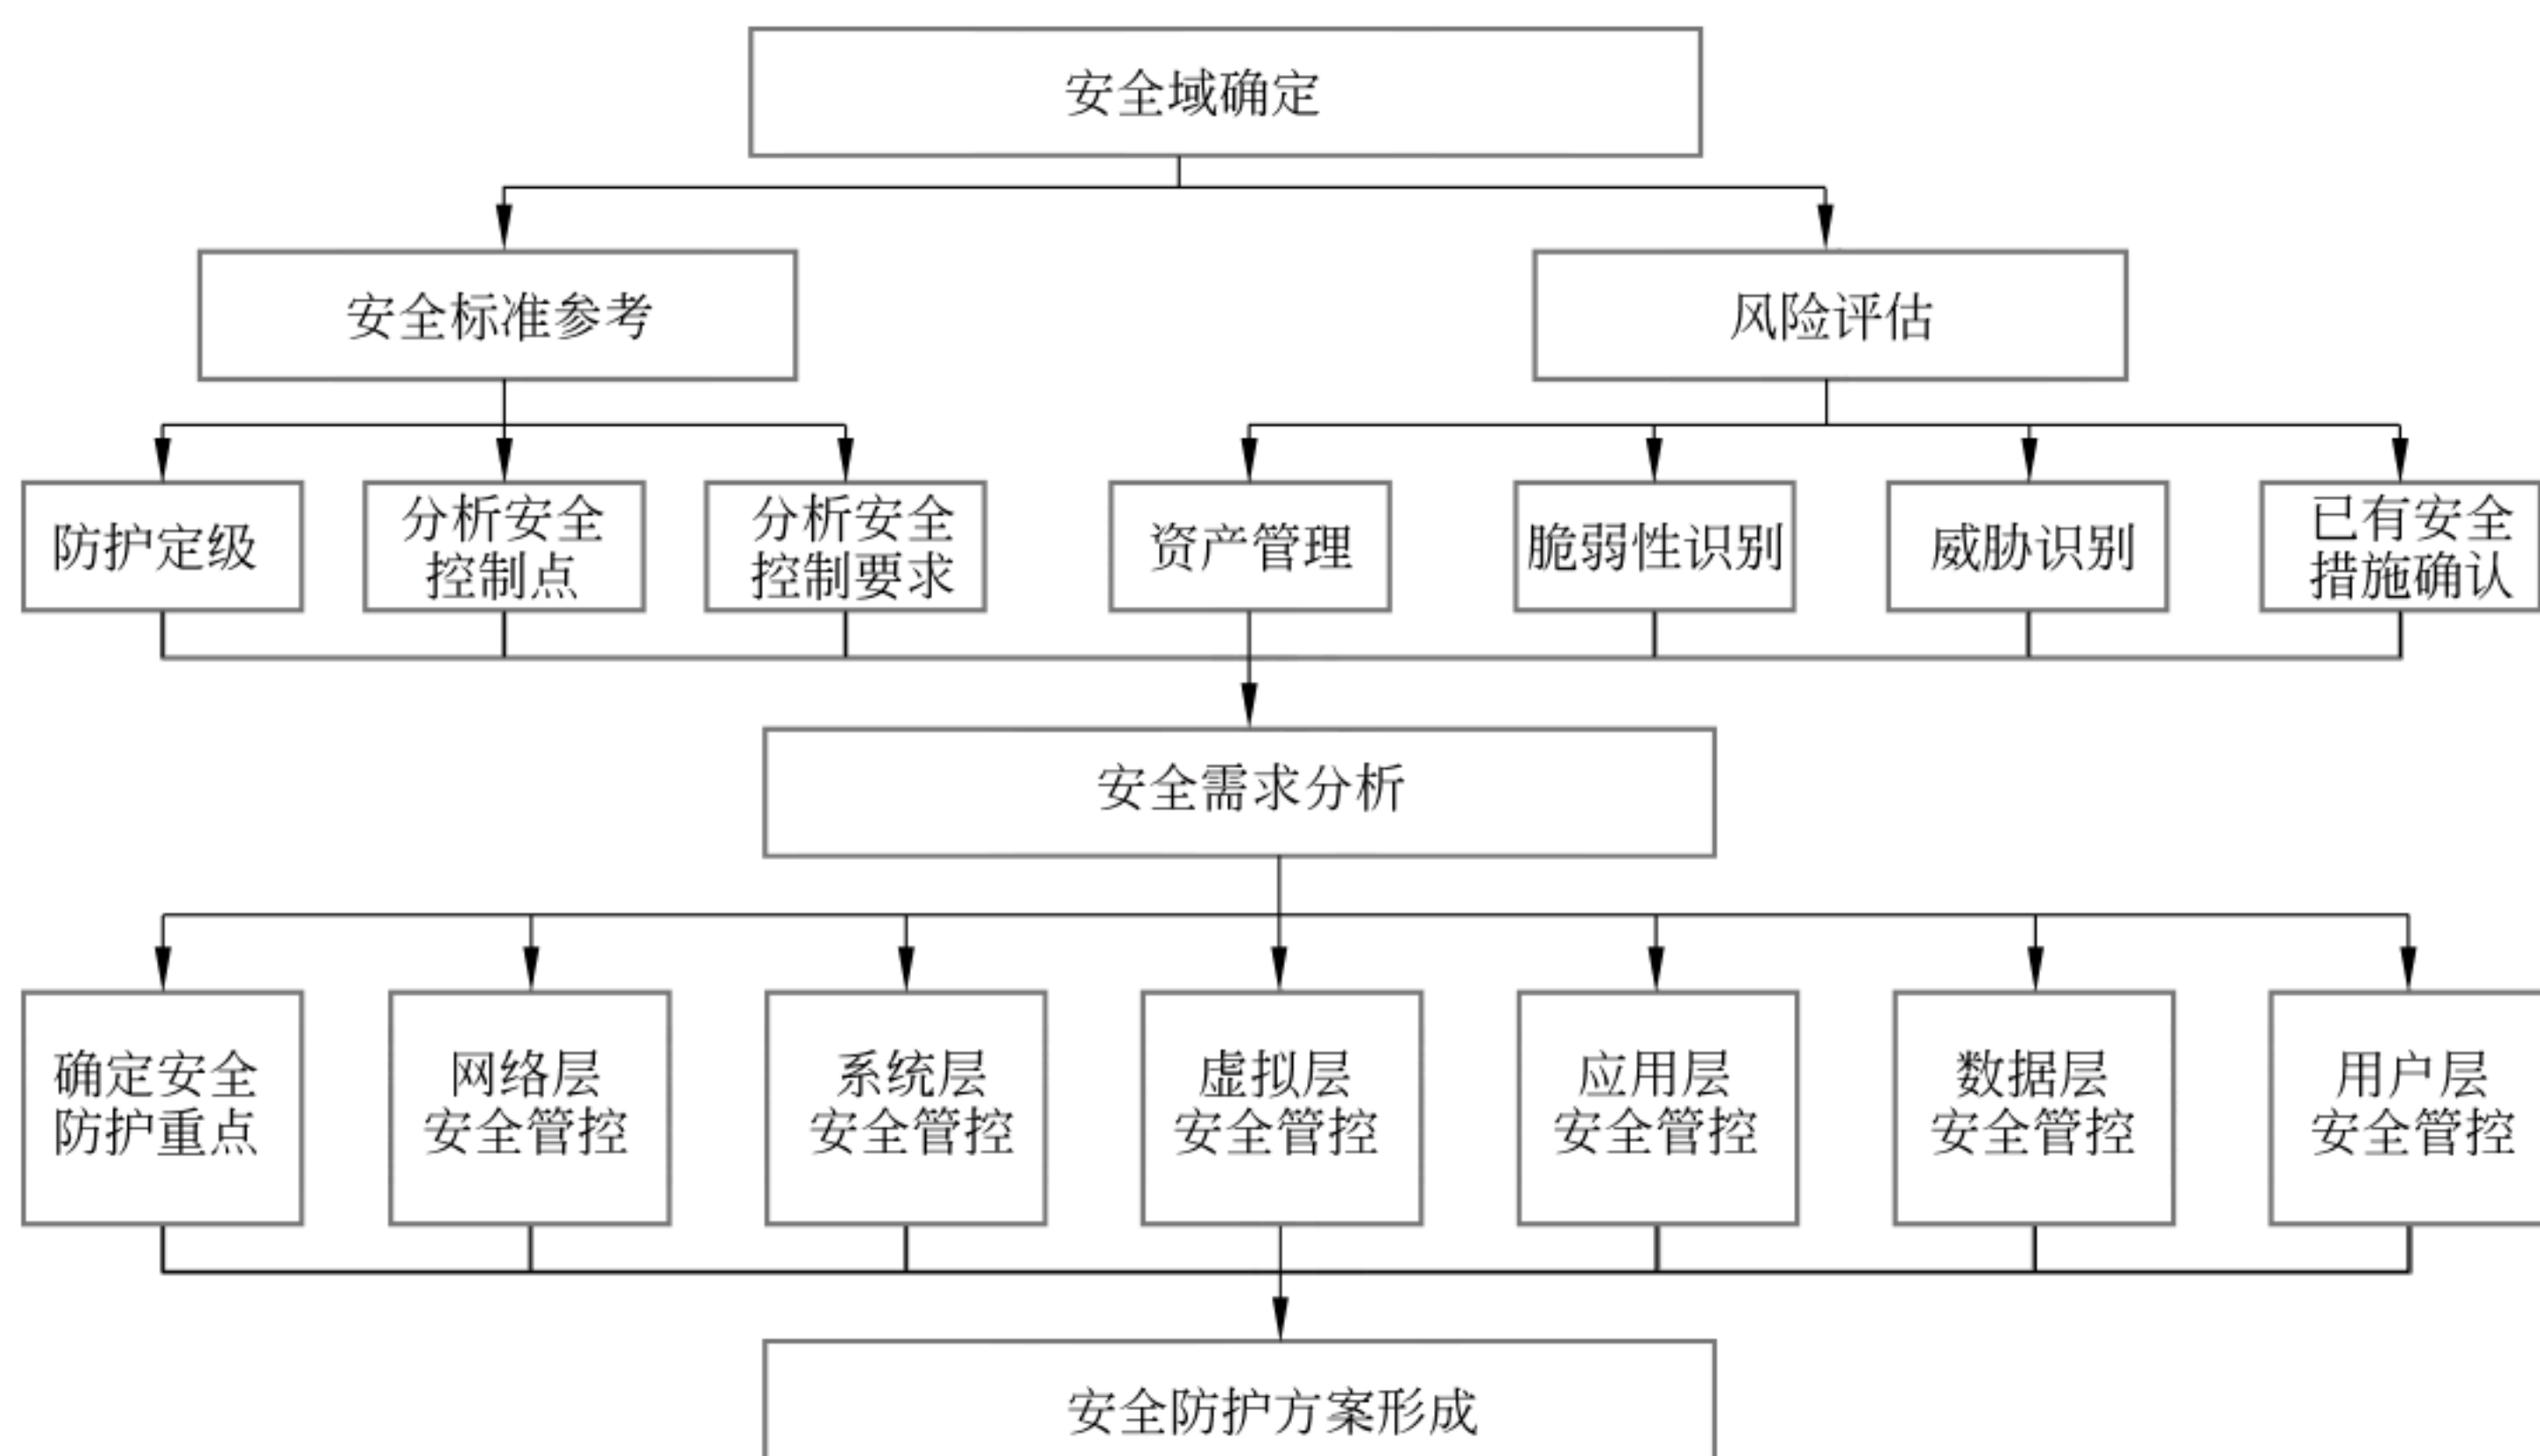 安全域确定
安全标准参考
风险评估
防护定级
分析安全
控制点
分析安全
控制要求
资产管理
脆弱性识别
威胁识别
已有安全
措施确认
安全需求分析
确定安全
防护重点
网络层
安全管控
系统层
安全管控
虚拟层
安全管控
应用层
安全管控
数据层
安全管控
用户层
安全管控
安全防护方案形成